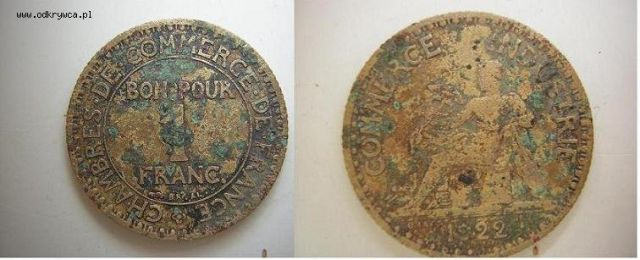 www.odkrywca.pl
CHAMBRES·DE·COMMERCE·DE·FRANCE
BON POUR
1
FRANC
COMMERCE INDUSTRIE
1922